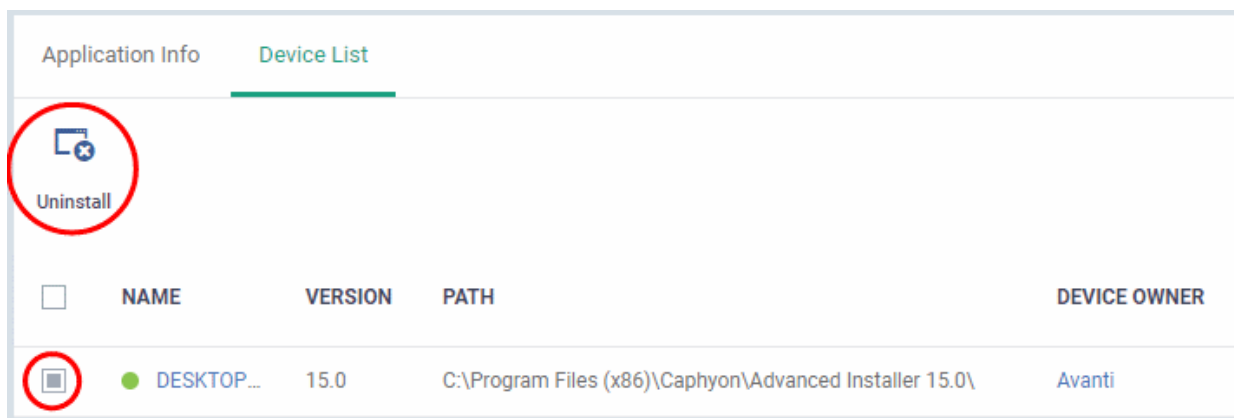 Application Info Device List
Uninstall
NAME VERSION PATH DEVICE OWNER
DESKTOP... 15.0 C:\Program Files (x86)\Caphyon\Advanced Installer 15.0\ Avanti